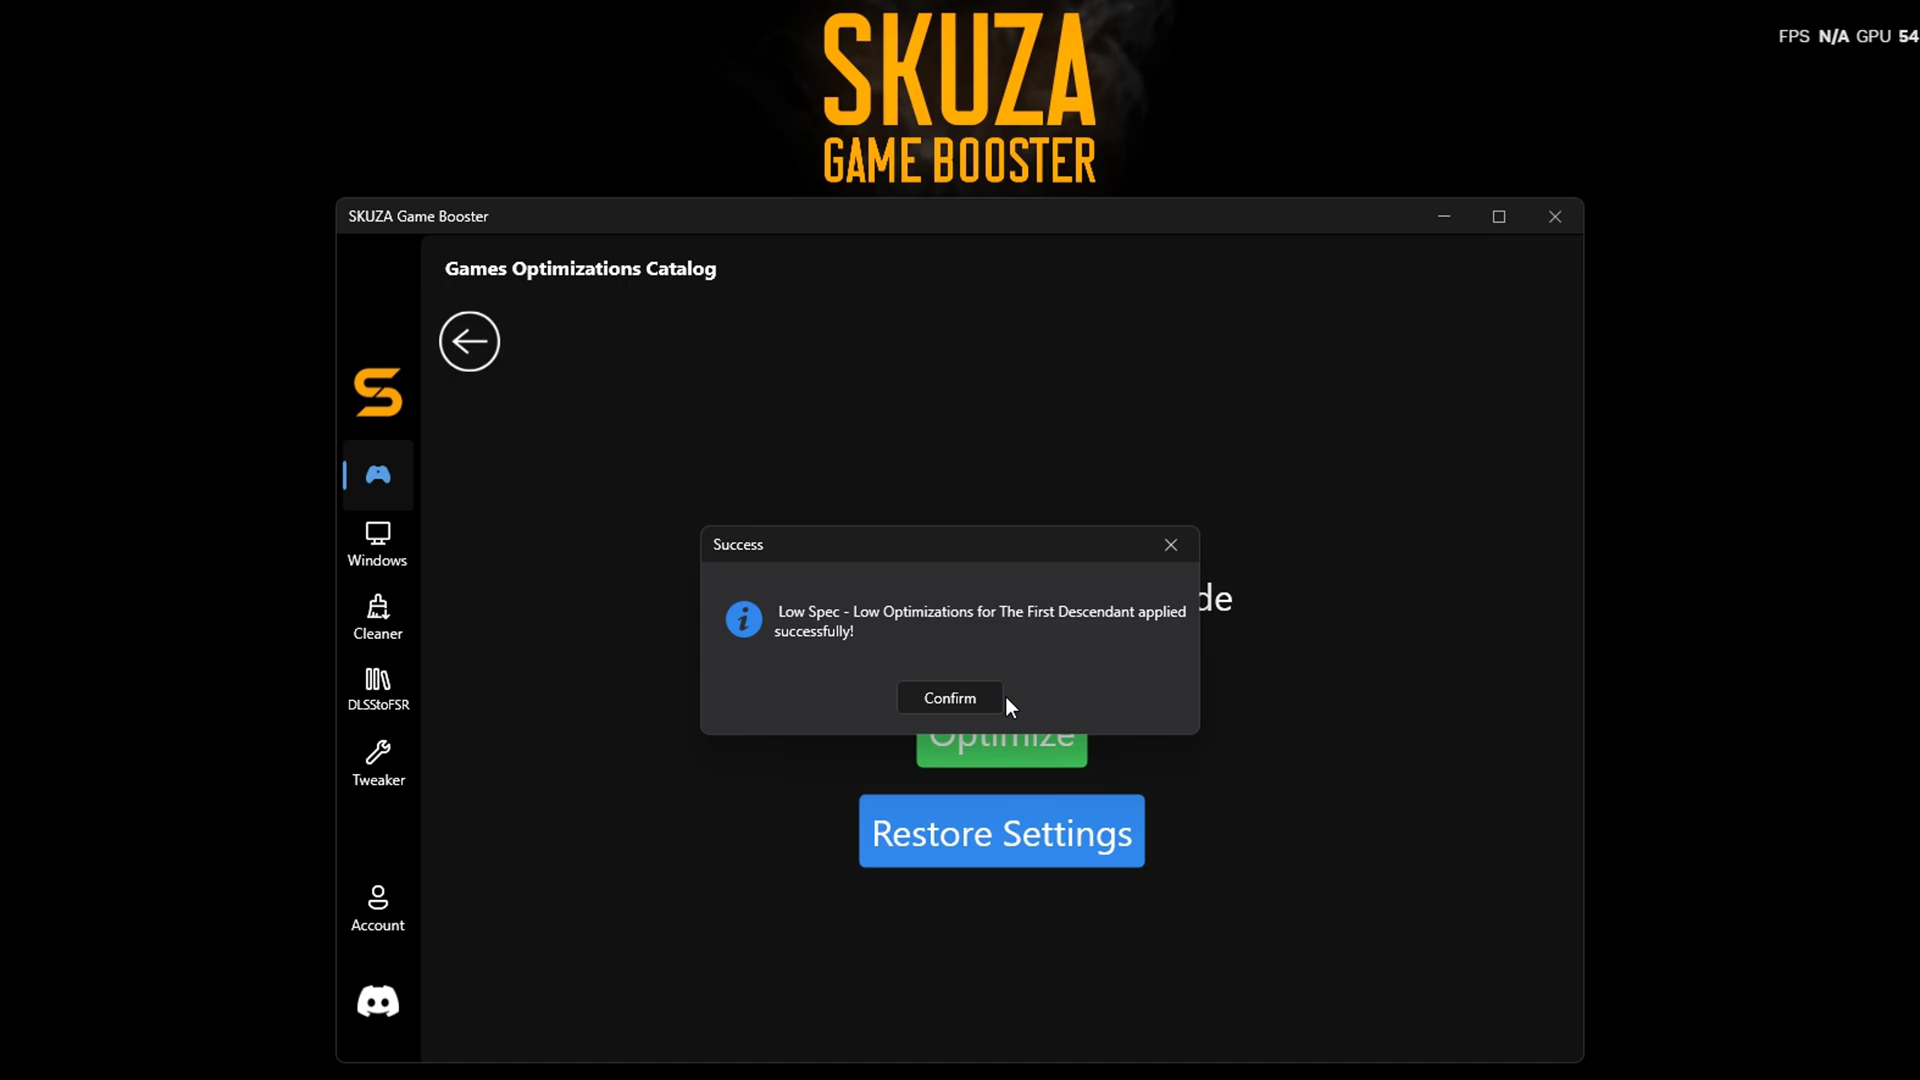 SKUZA
GAME BOOSTER
FPS N/A GPU 54
SKUZA Game Booster
Games Optimizations Catalog
Windows
Cleaner
DLSStoFSR
Tweaker
Account
Success
Low Spec - Low Optimizations for The First Descendant applied
successfully!
Confirm
Optimize
Restore Settings